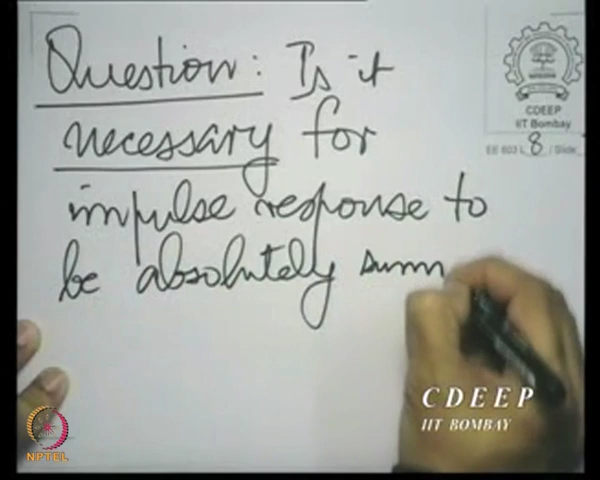 Question: Is it
necessary for
impulse response to
be absolutely summ
CDEEP
IIT Bombay
EE 603 L 8 / Slide
CDEEP
IIT BOMBAY
NPTEL